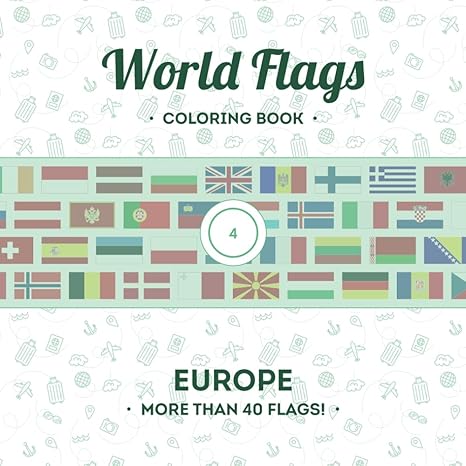 World Flags
• COLORING BOOK •
4
EUROPE
• MORE THAN 40 FLAGS! •